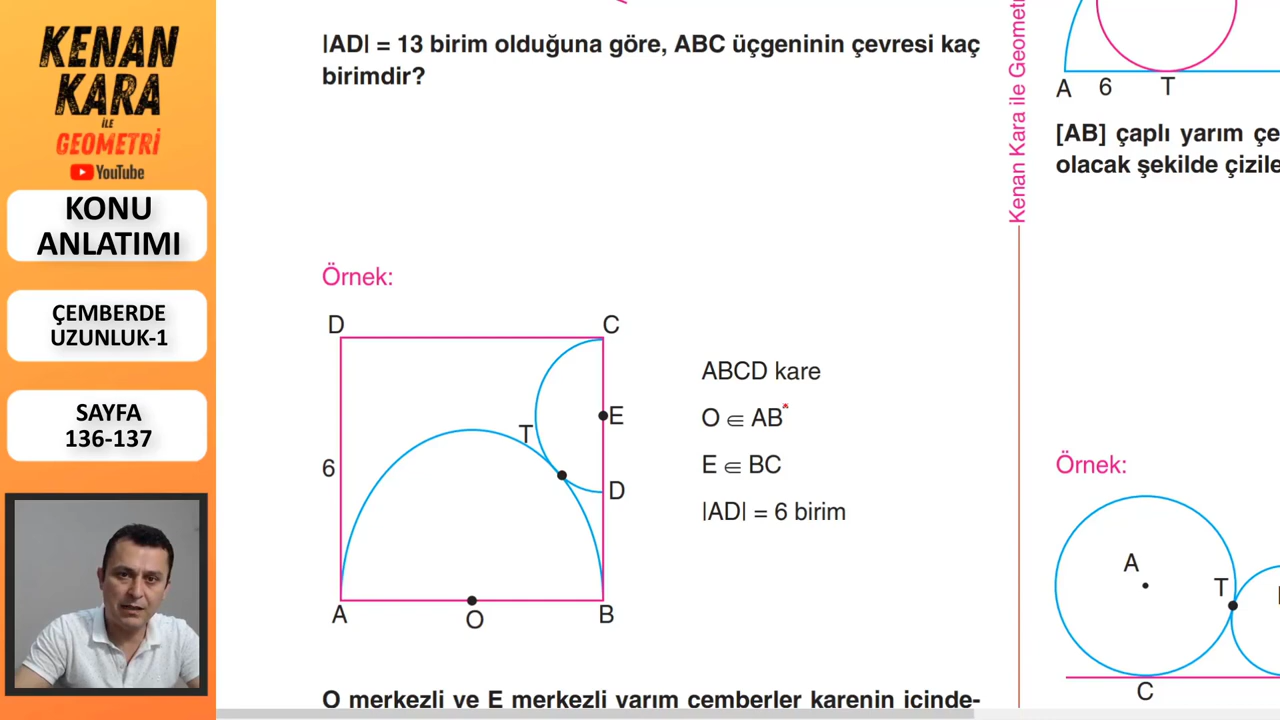 KENAN
KARA
İLE
GEOMETRİ
YouTube
KONU
ANLATIMI
ÇEMBERDE
UZUNLUK-1
SAYFA
136-137
|AD| = 13 birim olduğuna göre, ABC üçgeninin çevresi kaç
birimdir?
Örnek:
D
C
E
T
6
D
A
O
B
ABCD kare
O ∈ AB
E ∈ BC
|AD| = 6 birim
O merkezli ve E merkezli yarım çemberler karenin içinde-
Kenan Kara ile Geometri
A
6
T
[AB] çaplı yarım çe
olacak şekilde çizile
Örnek:
A
T
C